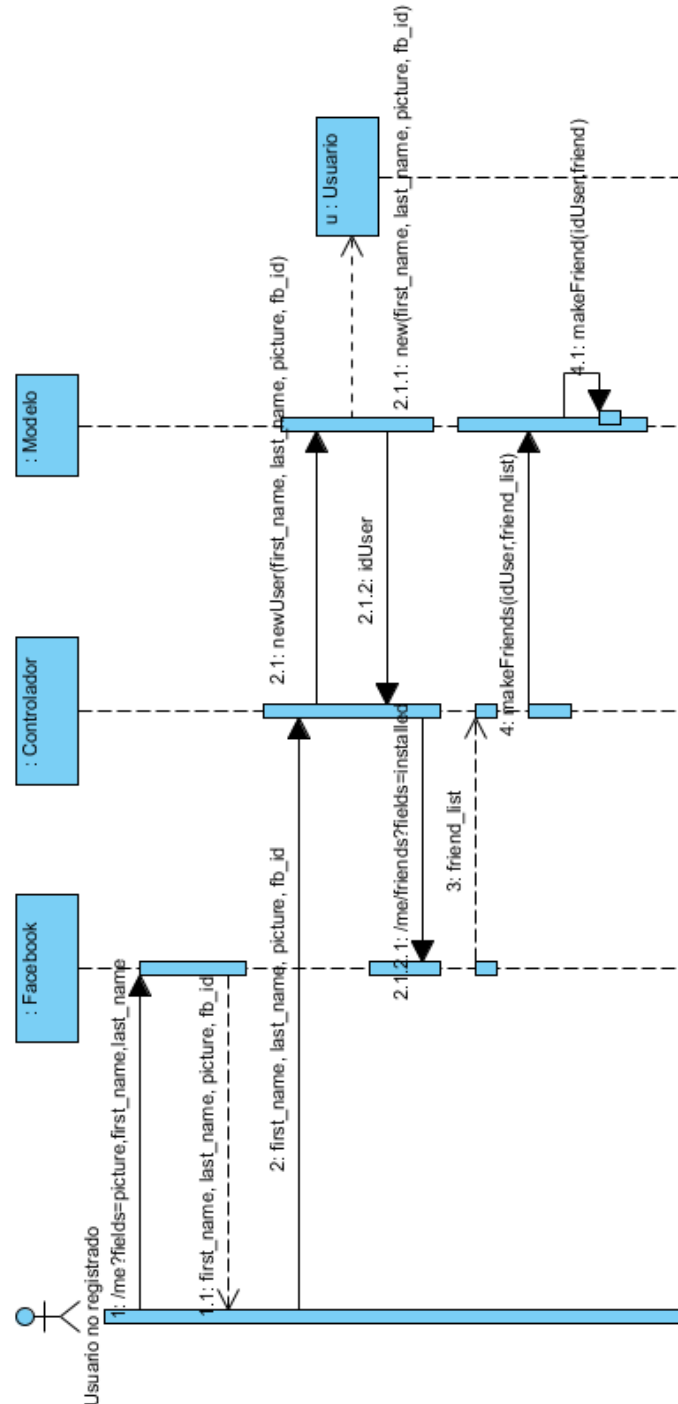 Usuario no registrado
: Facebook
: Controlador
: Modelo
u : Usuario
1: /me?fields=picture,first_name,last_name
1.1: first_name, last_name, picture, fb_id
2: first_name, last_name, picture, fb_id
2.1: newUser(first_name, last_name, picture, fb_id)
2.1.1: new(first_name, last_name, picture, fb_id)
2.1.2: idUser
2.1.2.1: /me/friends?fields=installed
3: friend_list
4: makeFriends(idUser,friend_list)
4.1: makeFriend(idUser,friend)